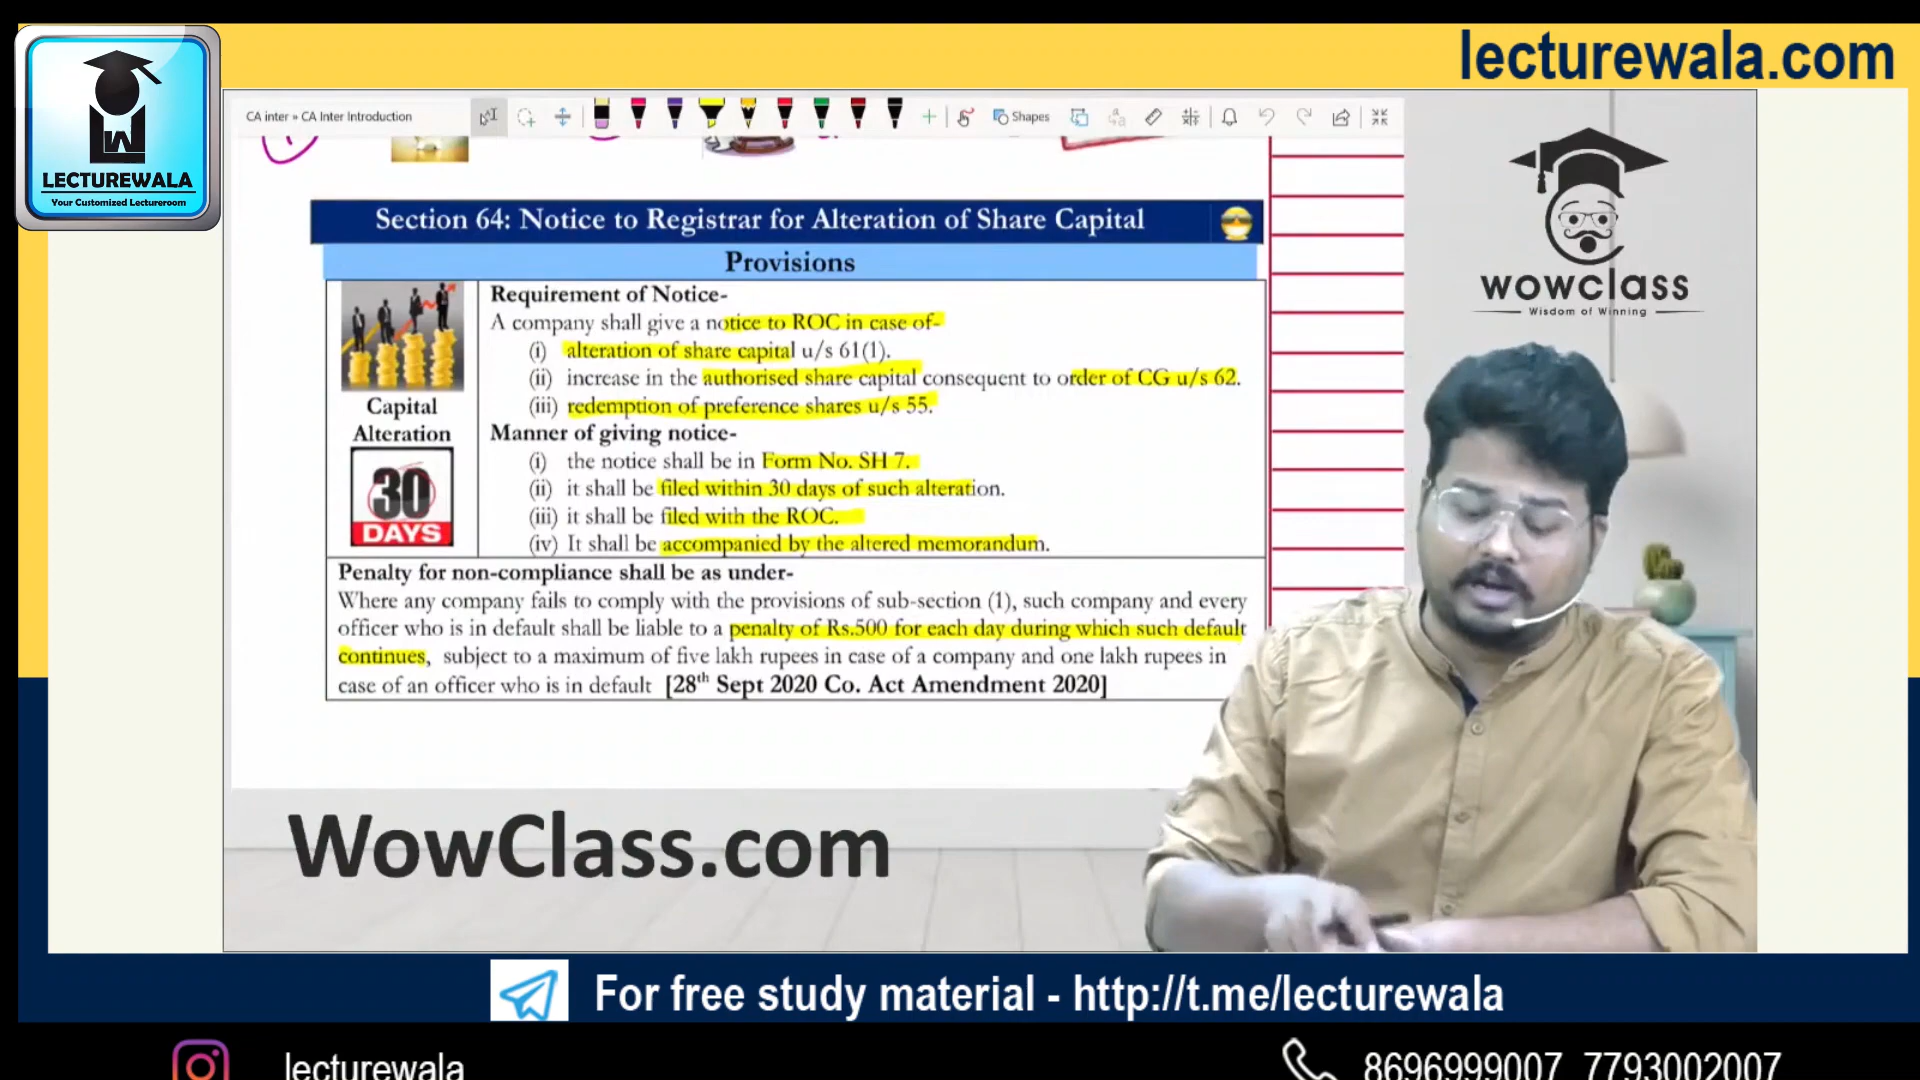 lecturewala.com
LW
LECTUREWALA
Your Customized Lectureroom
CA inter » CA Inter Introduction
Shapes
Section 64: Notice to Registrar for Alteration of Share Capital
Provisions
Capital
Alteration
30
DAYS
Requirement of Notice-
A company shall give a notice to ROC in case of-
(i) alteration of share capital u/s 61(1).
(ii) increase in the authorised share capital consequent to order of CG u/s 62.
(iii) redemption of preference shares u/s 55.
Manner of giving notice-
(i) the notice shall be in Form No. SH 7.
(ii) it shall be filed within 30 days of such alteration.
(iii) it shall be filed with the ROC.
(iv) It shall be accompanied by the altered memorandum.
Penalty for non-compliance shall be as under-
Where any company fails to comply with the provisions of sub-section (1), such company and every
officer who is in default shall be liable to a penalty of Rs.500 for each day during which such default
continues, subject to a maximum of five lakh rupees in case of a company and one lakh rupees in
case of an officer who is in default [28th Sept 2020 Co. Act Amendment 2020]
wowclass
Wisdom of Winning
WowClass.com
For free study material - http://t.me/lecturewala
lecturewala
8696999007, 7793002007